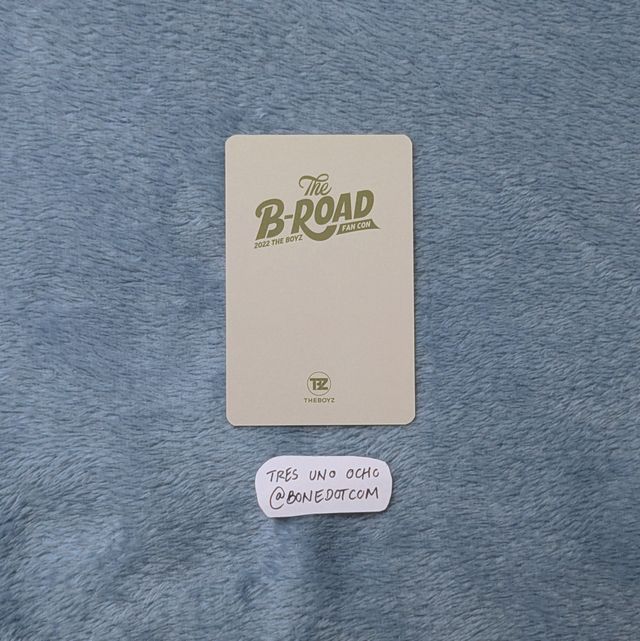 The
B-ROAD
2022 THE BOYZ FAN CON
TBZ
THEBOYZ
TRES UNO OCHO
@BONEDOTCOM